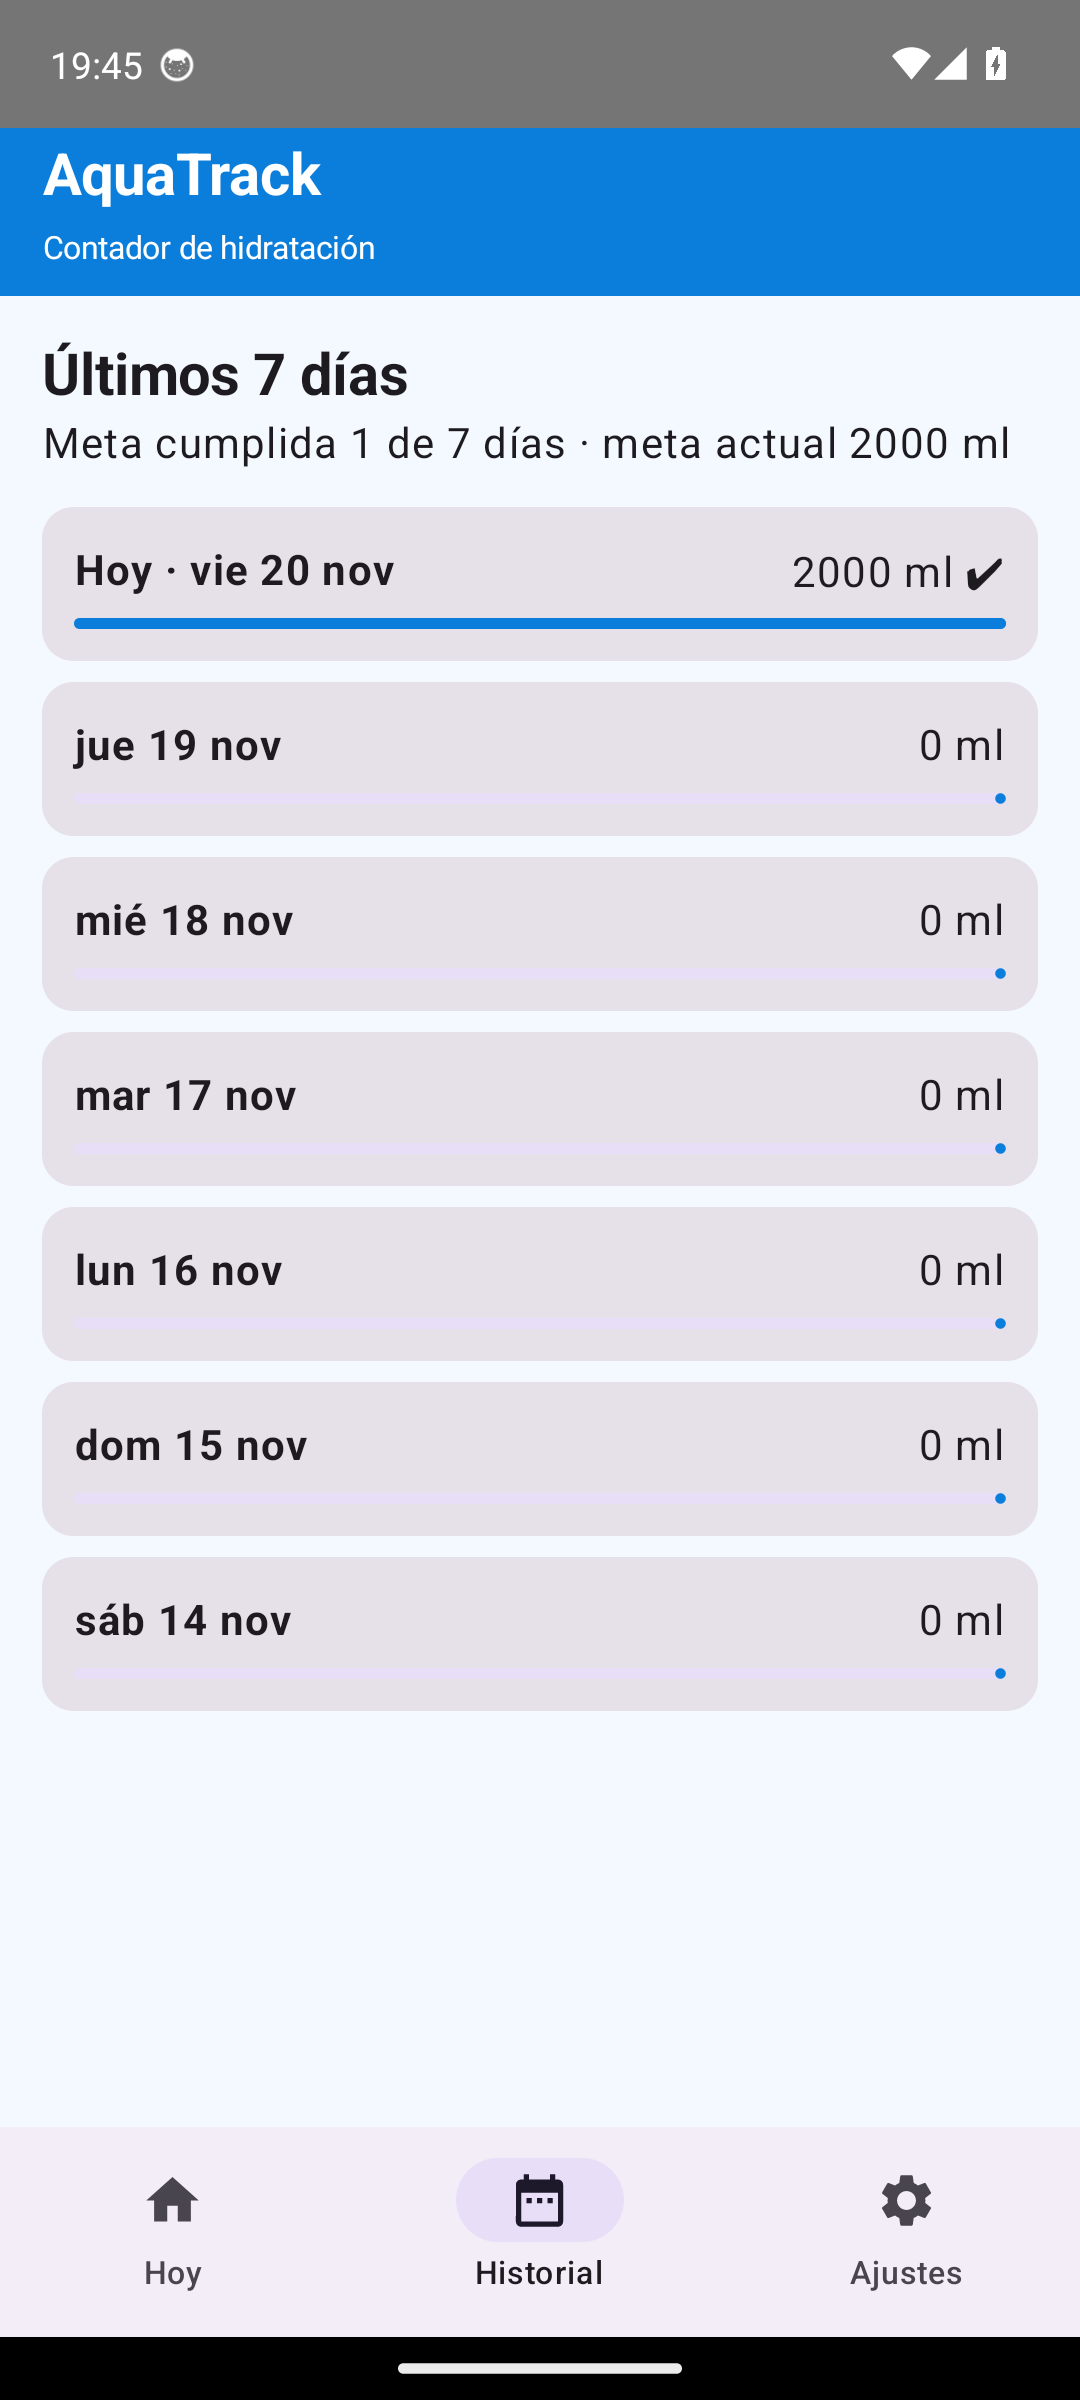 19:45
AquaTrack
Contador de hidratación
Últimos 7 días
Meta cumplida 1 de 7 días · meta actual 2000 ml
Hoy · vie 20 nov 2000 ml ✔
jue 19 nov 0 ml
mié 18 nov 0 ml
mar 17 nov 0 ml
lun 16 nov 0 ml
dom 15 nov 0 ml
sáb 14 nov 0 ml
Hoy Historial Ajustes